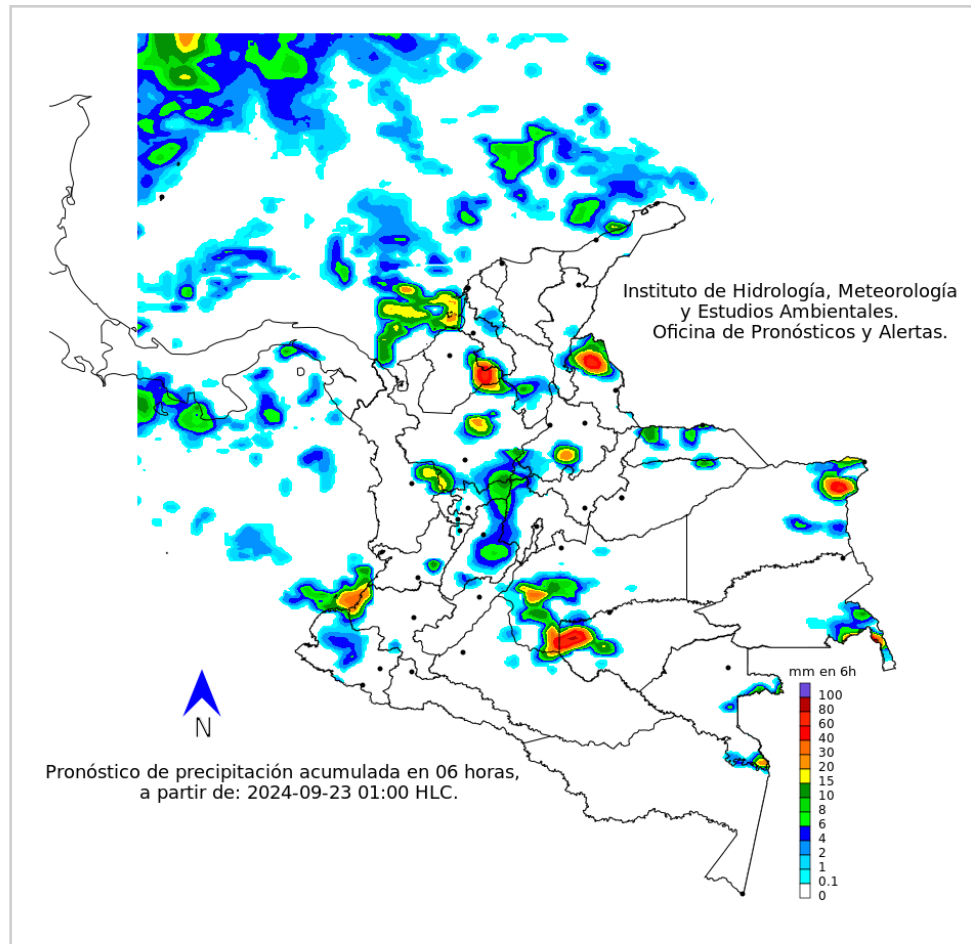 Instituto de Hidrología, Meteorología
y Estudios Ambientales.
Oficina de Pronósticos y Alertas.
mm en 6h
100
80
60
40
30
20
15
10
8
6
4
2
1
0.1
0
N
Pronóstico de precipitación acumulada en 06 horas,
a partir de: 2024-09-23 01:00 HLC.